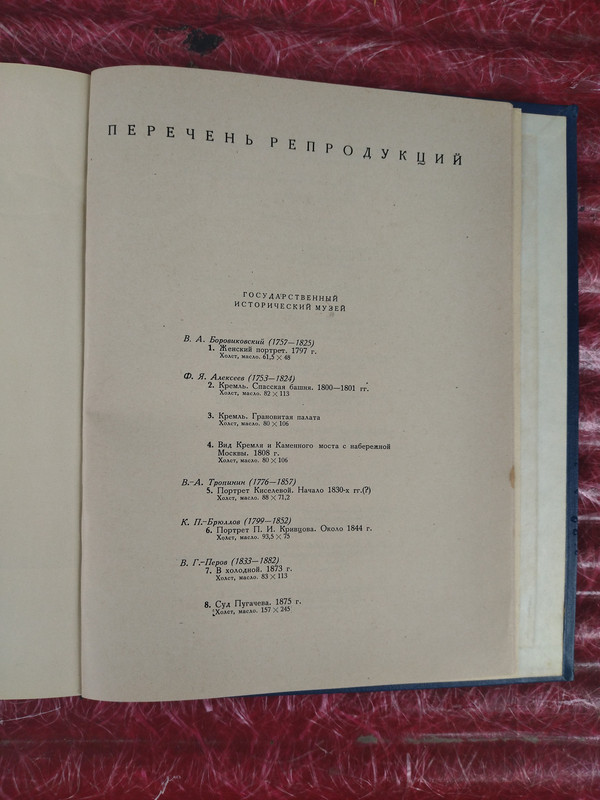 ПЕРЕЧЕНЬ РЕПРОДУКЦИЙ
ГОСУДАРСТВЕННЫЙ
ИСТОРИЧЕСКИЙ МУЗЕЙ
В. А. Боровиковский (1757—1825)
1. Женский портрет. 1797 г.
Холст, масло. 61,5 × 48
Ф. Я. Алексеев (1753—1824)
2. Кремль. Спасская башня. 1800—1801 гг.
Холст, масло. 82 × 113
3. Кремль. Грановитая палата
Холст, масло. 80 × 106
4. Вид Кремля и Каменного моста с набережной
Москвы. 1808 г.
Холст, масло. 80 × 106
В.-А. Тропинин (1776—1857)
5. Портрет Киселевой. Начало 1830-х гг.(?)
Холст, масло. 88 × 71,2
К. П.-Брюллов (1799—1852)
6. Портрет П. И. Кривцова. Около 1844 г.
Холст, масло. 93,5 × 75
В. Г.-Перов (1833—1882)
7. В холодной. 1873 г.
Холст, масло. 83 × 113
8. Суд Пугачева. 1875 г.
Холст, масло. 157 × 245